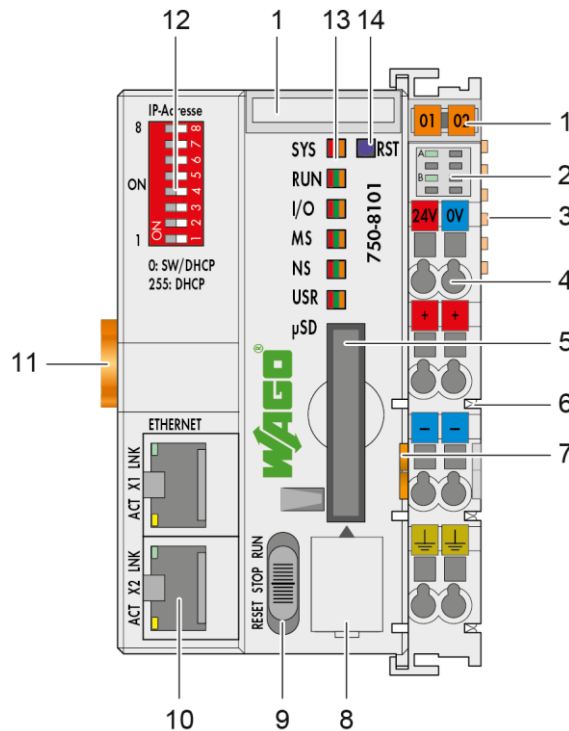 12
1
13
14
IP-Adresse
8
8
7
6
5
4
3
2
1
ON
ON
1
0: SW/DHCP
255: DHCP
SYS
RST
RUN
I/O
MS
NS
USR
µSD
750-8101
01 02
1
A
B
2
24V 0V
3
4
+ +
5
6
− −
7
11
WAGO®
ETHERNET
ACT X1 LNK
ACT X2 LNK
RESET STOP RUN
10
9
8